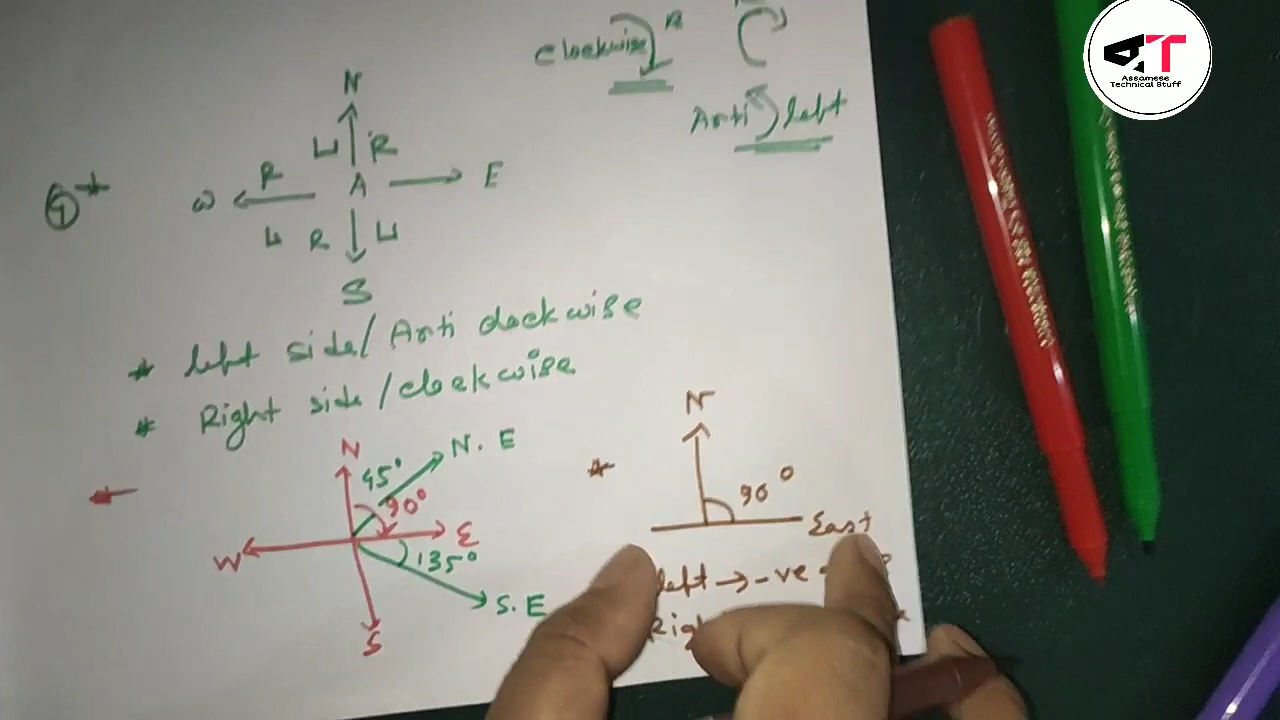 Clockwise R
Anti left
AT
Assamese
Technical Stuff
N
L R
R
W A E
L R L
S
* left side/Anti clockwise
* Right side/clockwise
N
45° N.E
90°
W E
135°
S.E
S
* N
90°
East
left → -ve